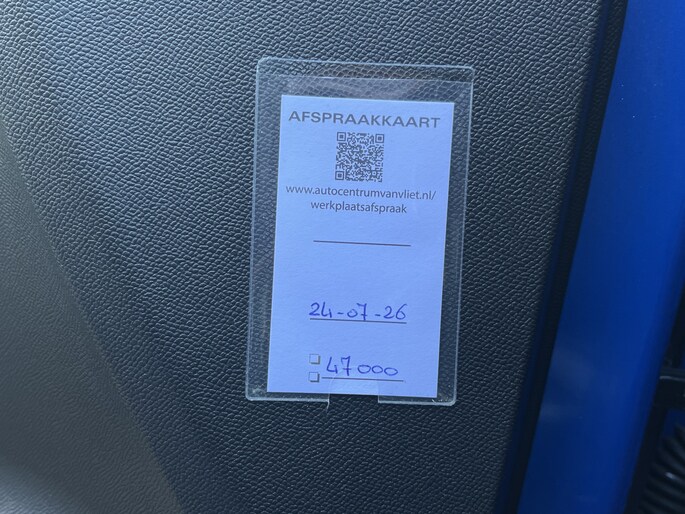 AFSPRAAKKAART
www.autocentrumvanvliet.nl/
werkplaatsafspraak
24-07-26
47000